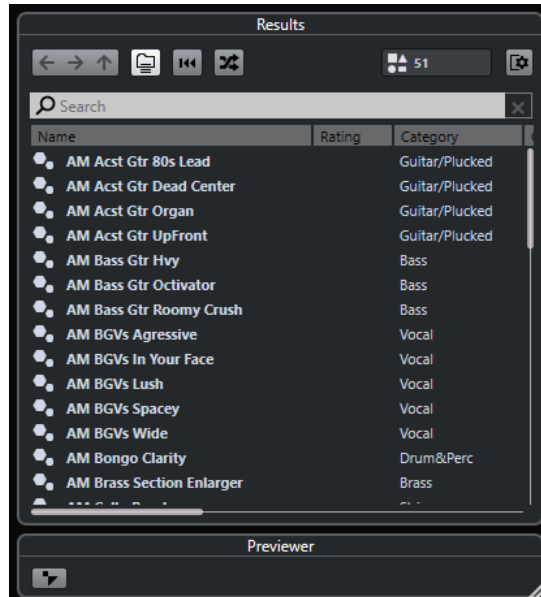 Results
51
Search
Name Rating Category
AM Acst Gtr 80s Lead Guitar/Plucked
AM Acst Gtr Dead Center Guitar/Plucked
AM Acst Gtr Organ Guitar/Plucked
AM Acst Gtr UpFront Guitar/Plucked
AM Bass Gtr Hvy Bass
AM Bass Gtr Octivator Bass
AM Bass Gtr Roomy Crush Bass
AM BGVs Agressive Vocal
AM BGVs In Your Face Vocal
AM BGVs Lush Vocal
AM BGVs Spacey Vocal
AM BGVs Wide Vocal
AM Bongo Clarity Drum&Perc
AM Brass Section Enlarger Brass
Previewer